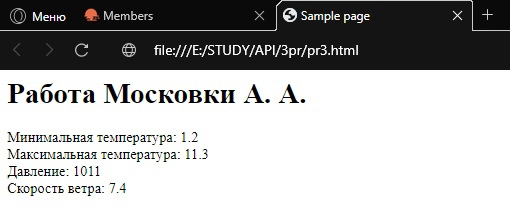 Меню
Members
Sample page
file:///E:/STUDY/API/3pr/pr3.html
Работа Московки А. А.
Минимальная температура: 1.2
Максимальная температура: 11.3
Давление: 1011
Скорость ветра: 7.4